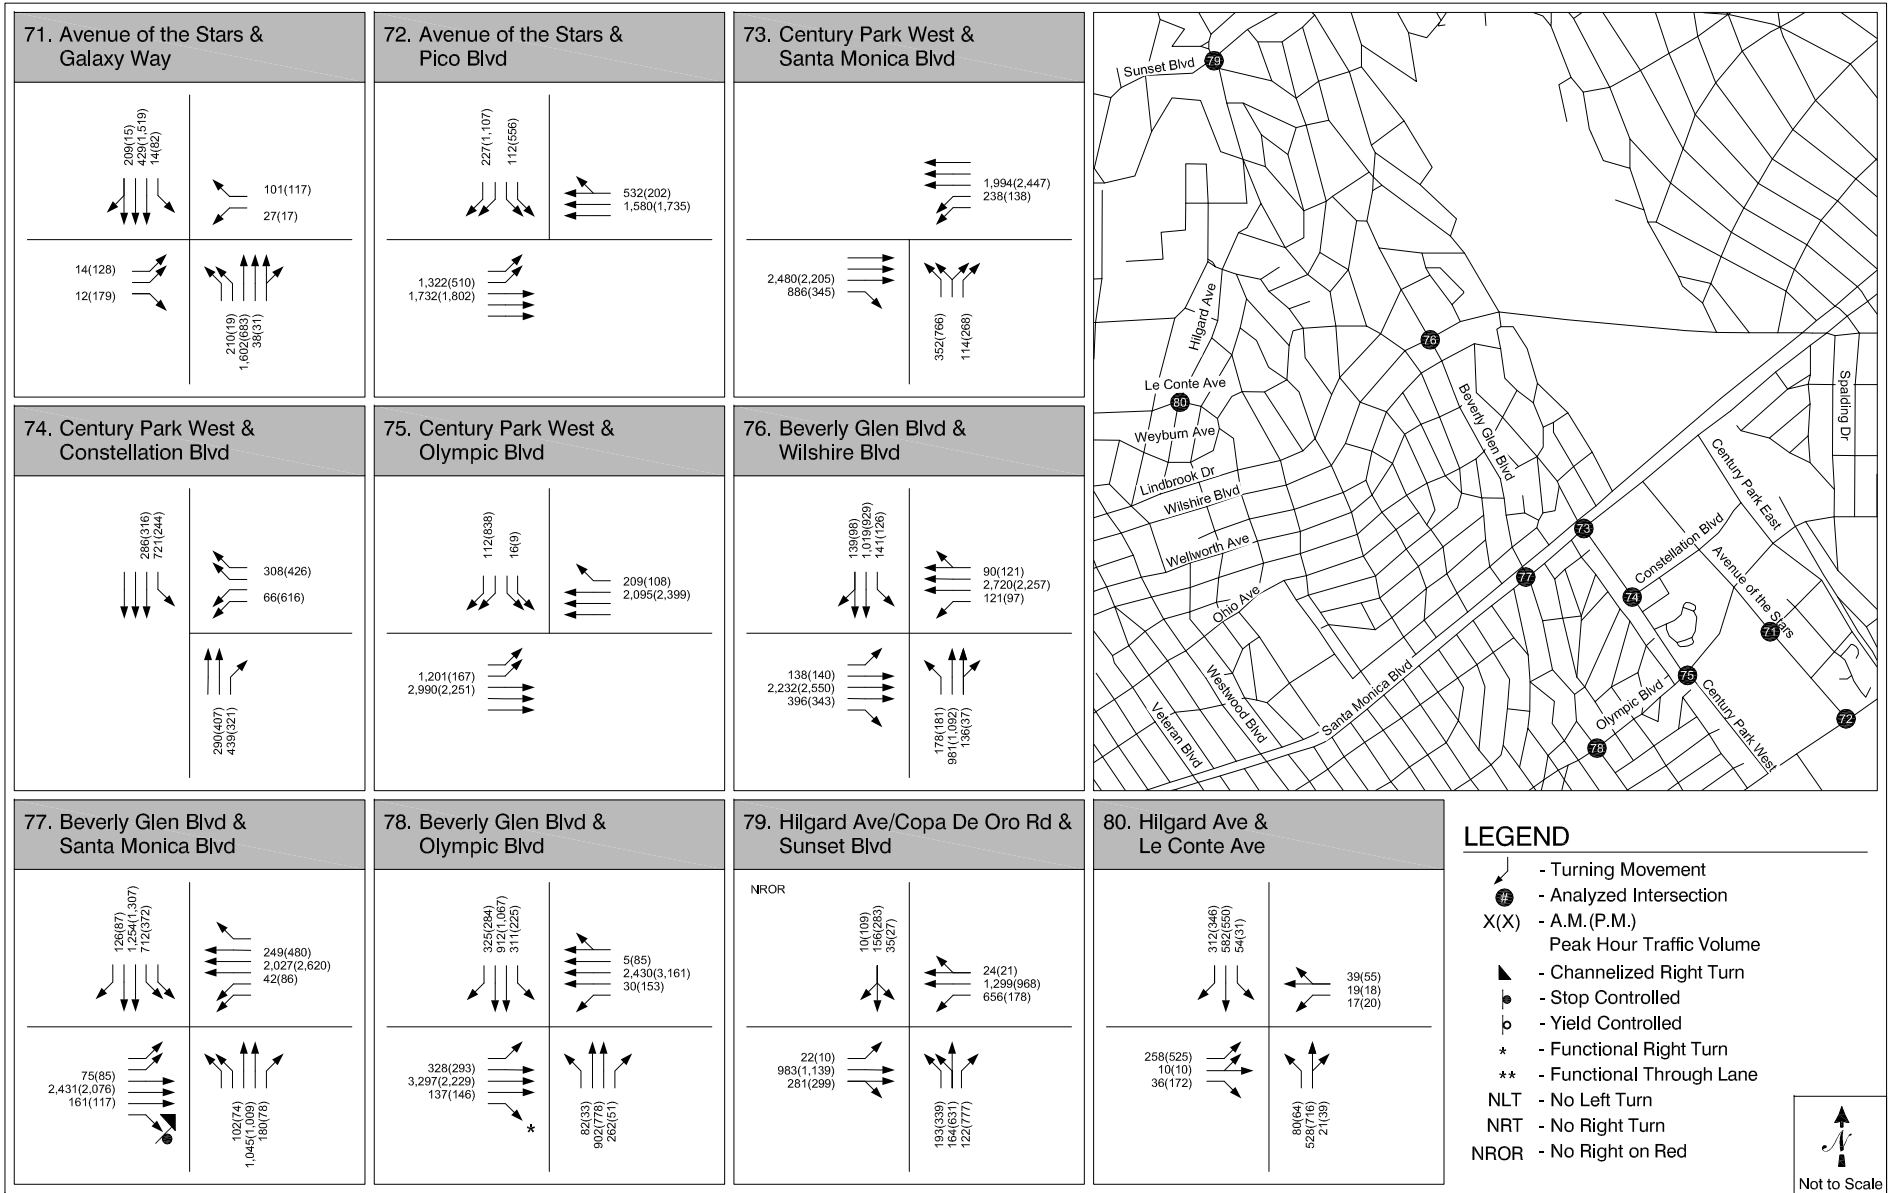 71. Avenue of the Stars &
Galaxy Way
209(15)
429(1,519)
14(82)
101(117)
27(17)
14(128)
12(179)
210(19)
1,602(683)
38(31)
72. Avenue of the Stars &
Pico Blvd
227(1,107)
112(556)
532(202)
1,580(1,735)
1,322(510)
1,732(1,802)
73. Century Park West &
Santa Monica Blvd
1,994(2,447)
238(138)
2,480(2,205)
886(345)
352(766)
114(268)
74. Century Park West &
Constellation Blvd
286(316)
721(244)
308(426)
66(616)
290(407)
439(321)
75. Century Park West &
Olympic Blvd
112(838)
16(9)
209(108)
2,095(2,399)
1,201(167)
2,990(2,251)
76. Beverly Glen Blvd &
Wilshire Blvd
139(98)
1,019(929)
141(126)
90(121)
2,720(2,257)
121(97)
138(140)
2,232(2,550)
396(343)
178(181)
981(1,092)
136(37)
77. Beverly Glen Blvd &
Santa Monica Blvd
126(87)
1,254(1,307)
712(372)
249(480)
2,027(2,620)
42(86)
75(85)
2,431(2,076)
161(117)
102(74)
1,045(1,009)
180(78)
78. Beverly Glen Blvd &
Olympic Blvd
325(284)
912(1,067)
311(225)
5(85)
2,430(3,161)
30(153)
328(293)
3,297(2,229)
137(146)
*
82(33)
902(778)
262(51)
79. Hilgard Ave/Copa De Oro Rd &
Sunset Blvd
NROR
10(109)
156(283)
35(27)
24(21)
1,299(968)
656(178)
22(10)
983(1,139)
281(299)
193(339)
164(631)
122(777)
80. Hilgard Ave &
Le Conte Ave
312(346)
582(550)
54(31)
39(55)
19(18)
17(20)
258(525)
10(10)
36(172)
80(64)
528(716)
21(39)
Sunset Blvd
79
Hilgard Ave
76
Le Conte Ave
80
Weyburn Ave
Beverly Glen Blvd
Spalding Dr
Lindbrook Dr
Wilshire Blvd
Century Park East
Wellworth Ave
73
Constellation Blvd
Avenue of the Stars
77
74
Ohio Ave
71
Westwood Blvd
Santa Monica Blvd
75
Olympic Blvd
Century Park West
Veteran Blvd
72
78
LEGEND
- Turning Movement
# - Analyzed Intersection
X(X) - A.M.(P.M.)
Peak Hour Traffic Volume
- Channelized Right Turn
- Stop Controlled
- Yield Controlled
* - Functional Right Turn
** - Functional Through Lane
NLT - No Left Turn
NRT - No Right Turn
NROR - No Right on Red
N
Not to Scale